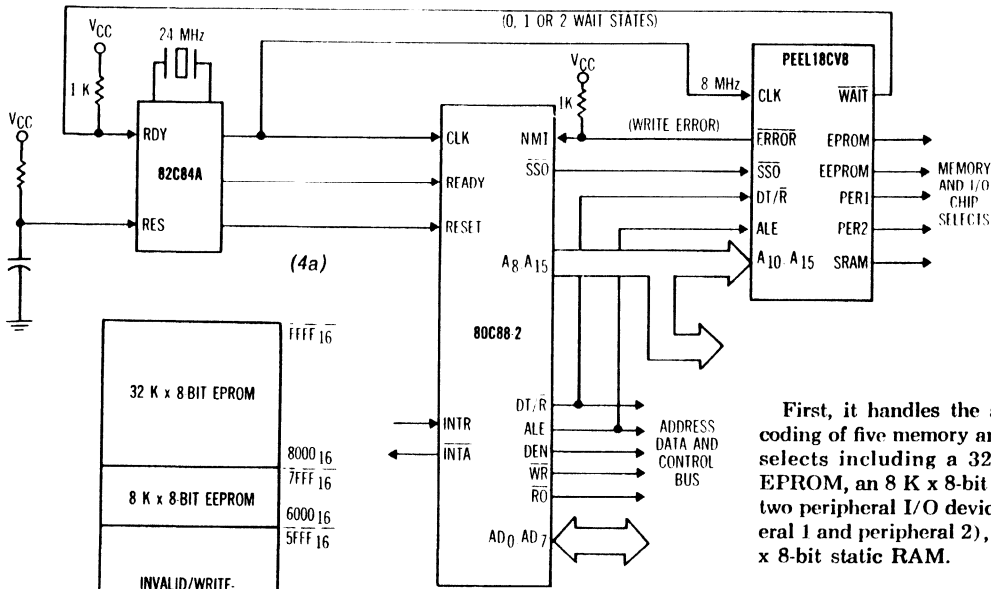 (0, 1 OR 2 WAIT STATES)
VCC
24 MHz
1 K
VCC
RDY
82C84A
RES
(4a)
VCC
1K
(WRITE ERROR)
8 MHz
CLK
READY
RESET
NMT
SSO
A8 A15
80C88-2
INTR
INTA
DT/R
ALE
DEN
WR
RO
AD0 AD7
ADDRESS
DATA AND
CONTROL
BUS
PEEL18CV8
CLK
WAIT
ERROR
EPROM
SSO
EEPROM
DT/R
PER1
ALE
PER2
A10 A15
SRAM
MEMORY
AND I/O
CHIP
SELECTS
FFFF16
32 K x 8 BIT EPROM
800016
7FFF16
8 K x 8-BIT EEPROM
600016
5FFF16
INVALID/WRITE-
First, it handles the a
coding of five memory an
selects including a 32
EPROM, an 8 K x 8-bit
two peripheral I/O devic
eral 1 and peripheral 2),
x 8-bit static RAM.